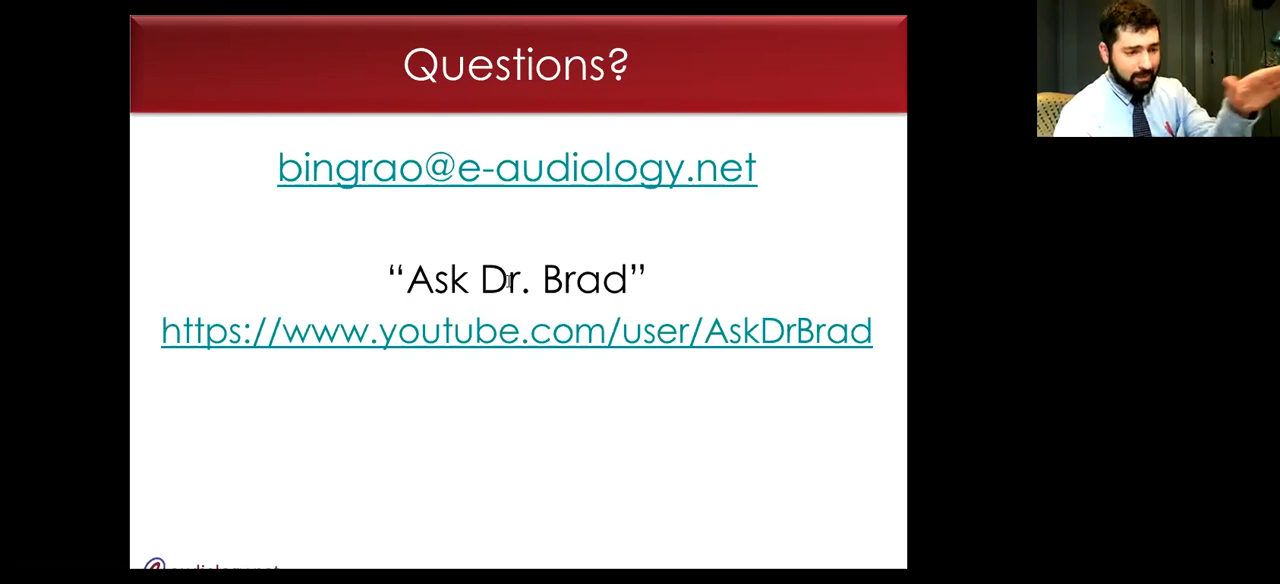 Questions?
bingrao@e-audiology.net
“Ask Dr. Brad”
https://www.youtube.com/user/AskDrBrad